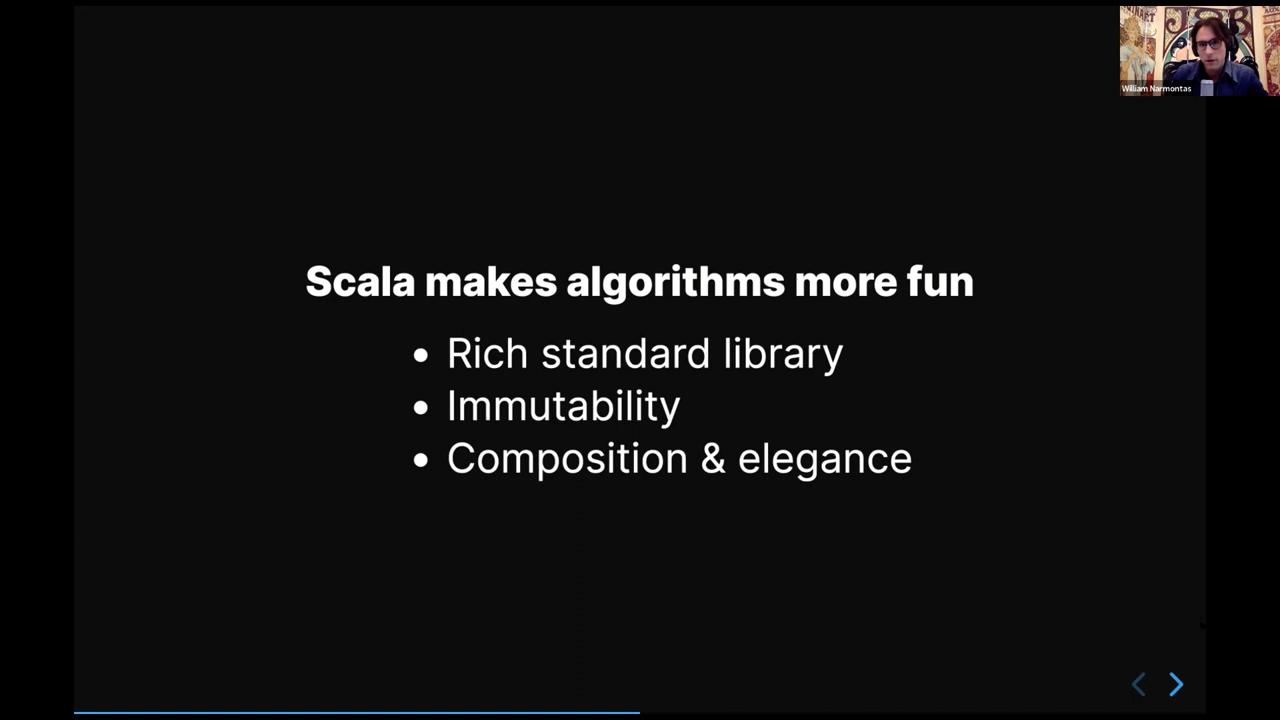 William Narmontas
Scala makes algorithms more fun
• Rich standard library
• Immutability
• Composition & elegance